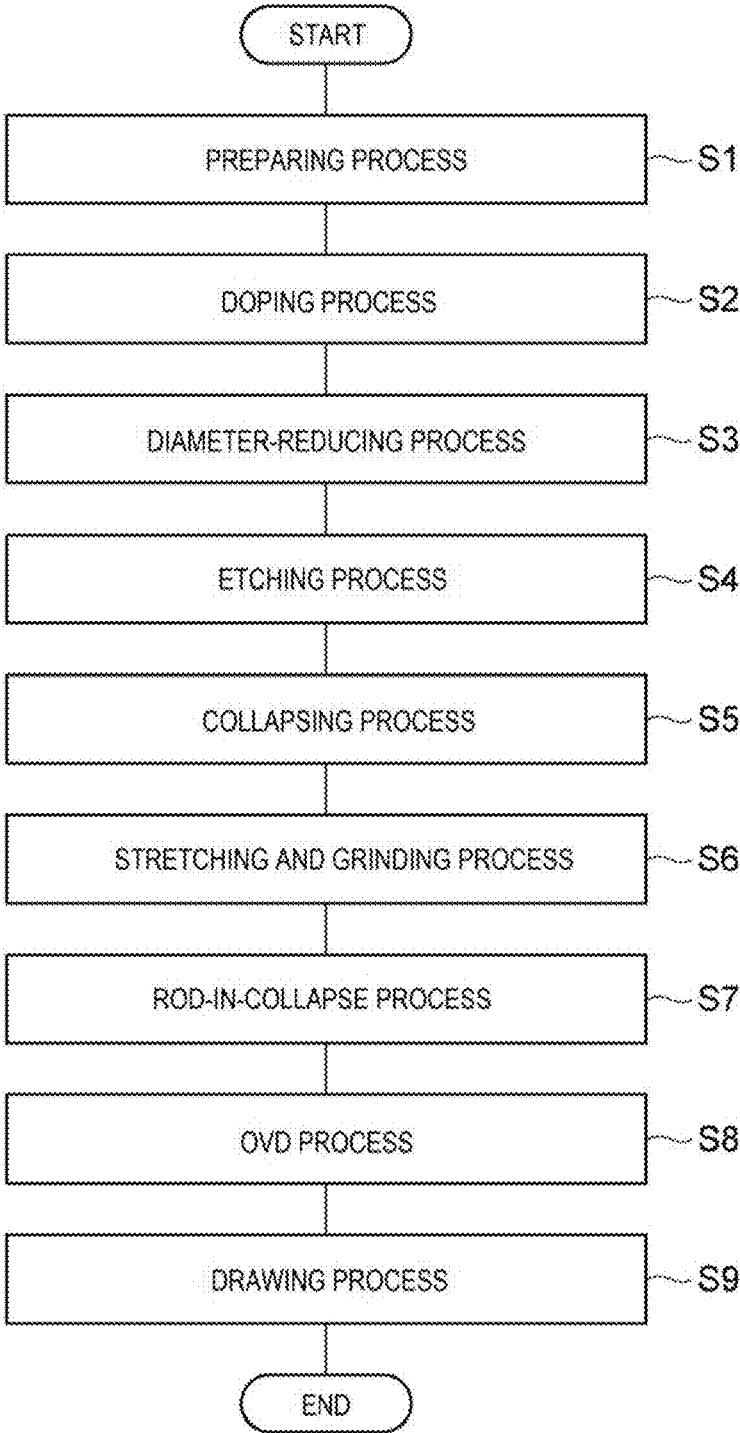 START
PREPARING PROCESS S1
DOPING PROCESS S2
DIAMETER-REDUCING PROCESS S3
ETCHING PROCESS S4
COLLAPSING PROCESS S5
STRETCHING AND GRINDING PROCESS S6
ROD-IN-COLLAPSE PROCESS S7
OVD PROCESS S8
DRAWING PROCESS S9
END